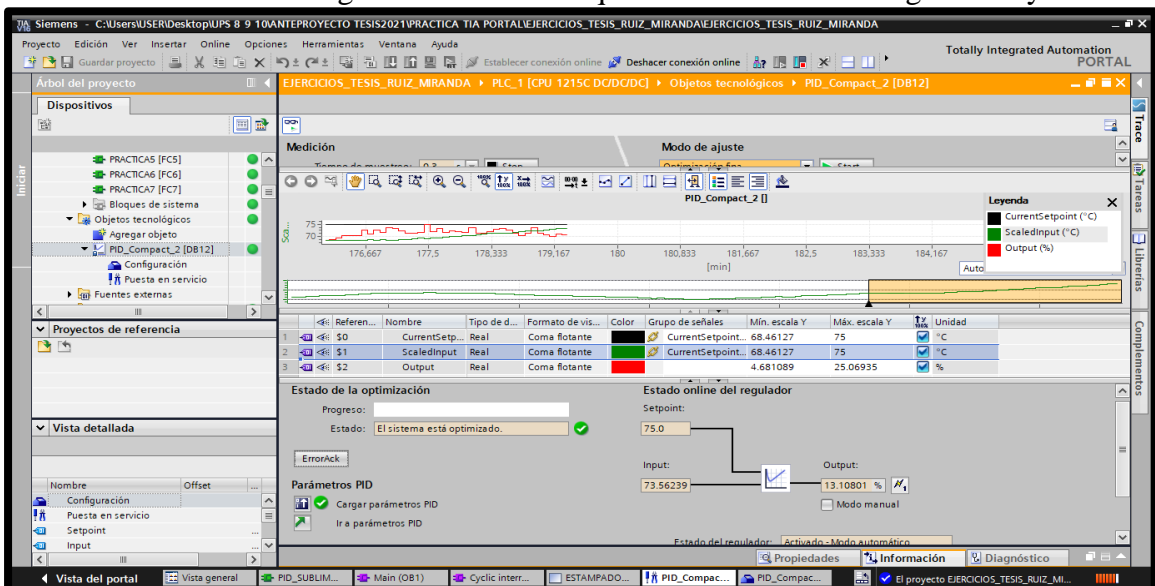 Siemens - C:\Users\USER\Desktop\UPS 8 9 10\ANTEPROYECTO TESIS2021\PRACTICA TIA PORTAL\EJERCICIOS_TESIS_RUIZ_MIRANDA\EJERCICIOS_TESIS_RUIZ_MIRANDA
Proyecto Edición Ver Insertar Online Opciones Herramientas Ventana Ayuda
Totally Integrated Automation
PORTAL
Guardar proyecto Establecer conexión online Deshacer conexión online
Árbol del proyecto
EJERCICIOS_TESIS_RUIZ_MIRANDA PLC_1 [CPU 1215C DC/DC/DC] Objetos tecnológicos PID_Compact_2 [DB12]
Dispositivos
Iniciar
PRACTICA5 [FC5]
PRACTICA6 [FC6]
PRACTICA7 [FC7]
Bloques de sistema
Objetos tecnológicos
Agregar objeto
PID_Compact_2 [DB12]
Configuración
Puesta en servicio
Fuentes externas
Proyectos de referencia
Vista detallada
Nombre Offset ...
Configuración
Puesta en servicio
Setpoint ...
Input ...
Medición Modo de ajuste
Tiempo de muestreo: 0.3 s Stop Optimización fina Start
PID_Compact_2 []
Leyenda
CurrentSetpoint (°C)
ScaledInput (°C)
Output (%)
Sca...
75
70
176,667 177,5 178,333 179,167 180 180,833 181,667 182,5 183,333 184,167
[min]
Auto
Referen... Nombre Tipo de d... Formato de vis... Color Grupo de señales Mín. escala Y Máx. escala Y Unidad
1 $0 CurrentSetp... Real Coma flotante CurrentSetpoint... 68.46127 75 °C
2 $1 ScaledInput Real Coma flotante CurrentSetpoint... 68.46127 75 °C
3 $2 Output Real Coma flotante 4.681089 25.06935 %
Estado de la optimización Estado online del regulador
Progreso:
Estado: El sistema está optimizado.
ErrorAck
Parámetros PID
Cargar parámetros PID
Ir a parámetros PID
Setpoint:
75.0
Input: Output:
73.56239 13.10801 %
Modo manual
Estado del regulador: Activado - Modo automático
Propiedades Información Diagnóstico
Trace
Tareas
Librerías
Complementos
Vista del portal Vista general PID_SUBLIM... Main (OB1) Cyclic interr... ESTAMPADO... PID_Compac... PID_Compac... El proyecto EJERCICIOS_TESIS_RUIZ_MI...